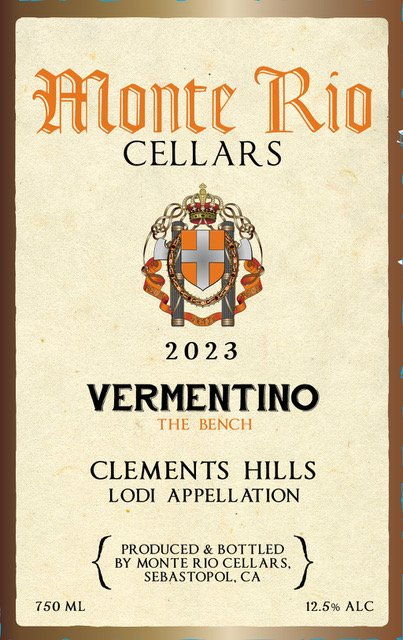 Monte Rio
CELLARS
2023
VERMENTINO
THE BENCH
CLEMENTS HILLS
LODI APPELLATION
PRODUCED & BOTTLED
BY MONTE RIO CELLARS,
SEBASTOPOL, CA
750 ML 12.5% ALC